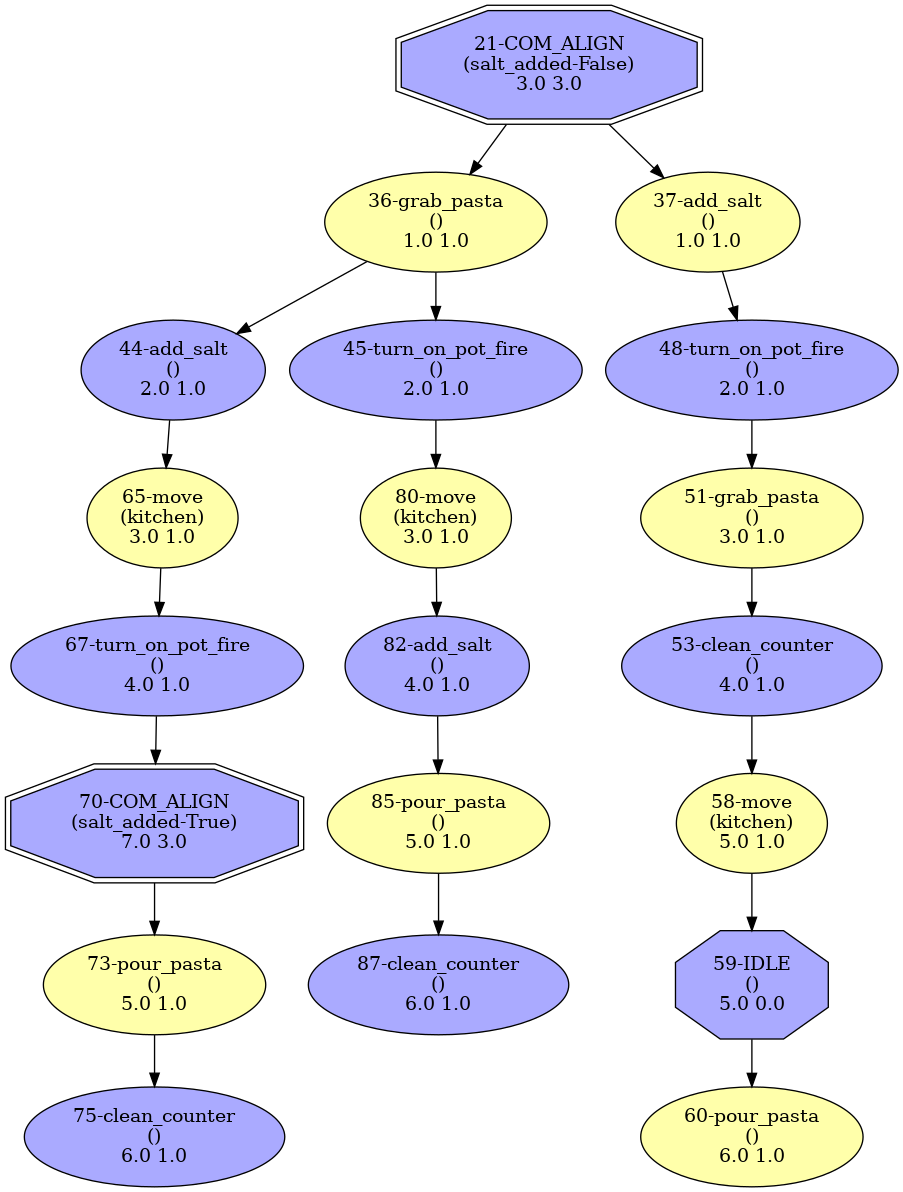 21-COM_ALIGN
(salt_added-False)
3.0 3.0
36-grab_pasta
()
1.0 1.0
37-add_salt
()
1.0 1.0
44-add_salt
()
2.0 1.0
45-turn_on_pot_fire
()
2.0 1.0
48-turn_on_pot_fire
()
2.0 1.0
65-move
(kitchen)
3.0 1.0
80-move
(kitchen)
3.0 1.0
51-grab_pasta
()
3.0 1.0
67-turn_on_pot_fire
()
4.0 1.0
82-add_salt
()
4.0 1.0
53-clean_counter
()
4.0 1.0
70-COM_ALIGN
(salt_added-True)
7.0 3.0
85-pour_pasta
()
5.0 1.0
58-move
(kitchen)
5.0 1.0
73-pour_pasta
()
5.0 1.0
87-clean_counter
()
6.0 1.0
59-IDLE
()
5.0 0.0
75-clean_counter
()
6.0 1.0
60-pour_pasta
()
6.0 1.0